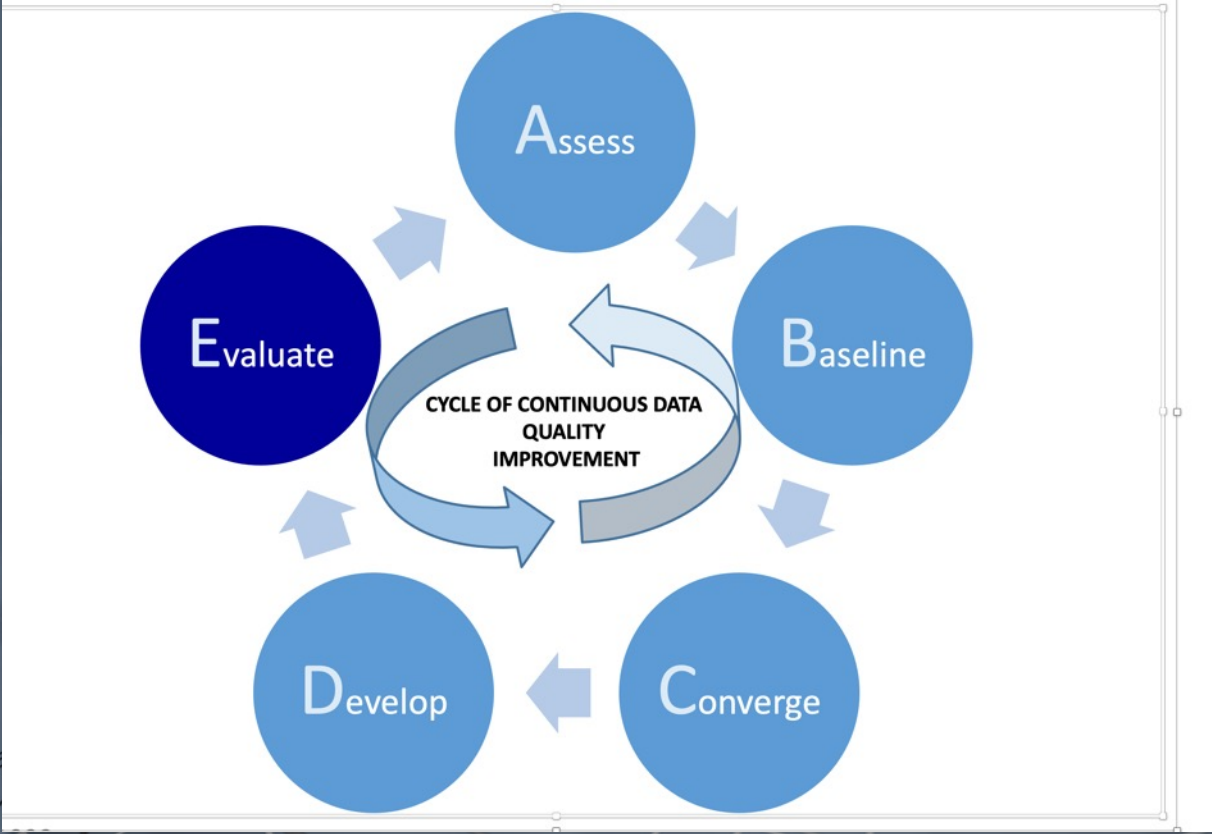 Assess
Evaluate
Baseline
CYCLE OF CONTINUOUS DATA
QUALITY
IMPROVEMENT
Develop
Converge